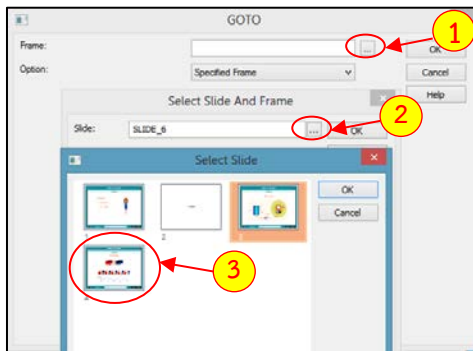 GOTO
1
Frame:
...
OK
Option:
Specified Frame
Cancel
Select Slide And Frame
Help
2
Slide:
SLIDE_6
...
OK
Select Slide
OK
Cancel
1
2
3